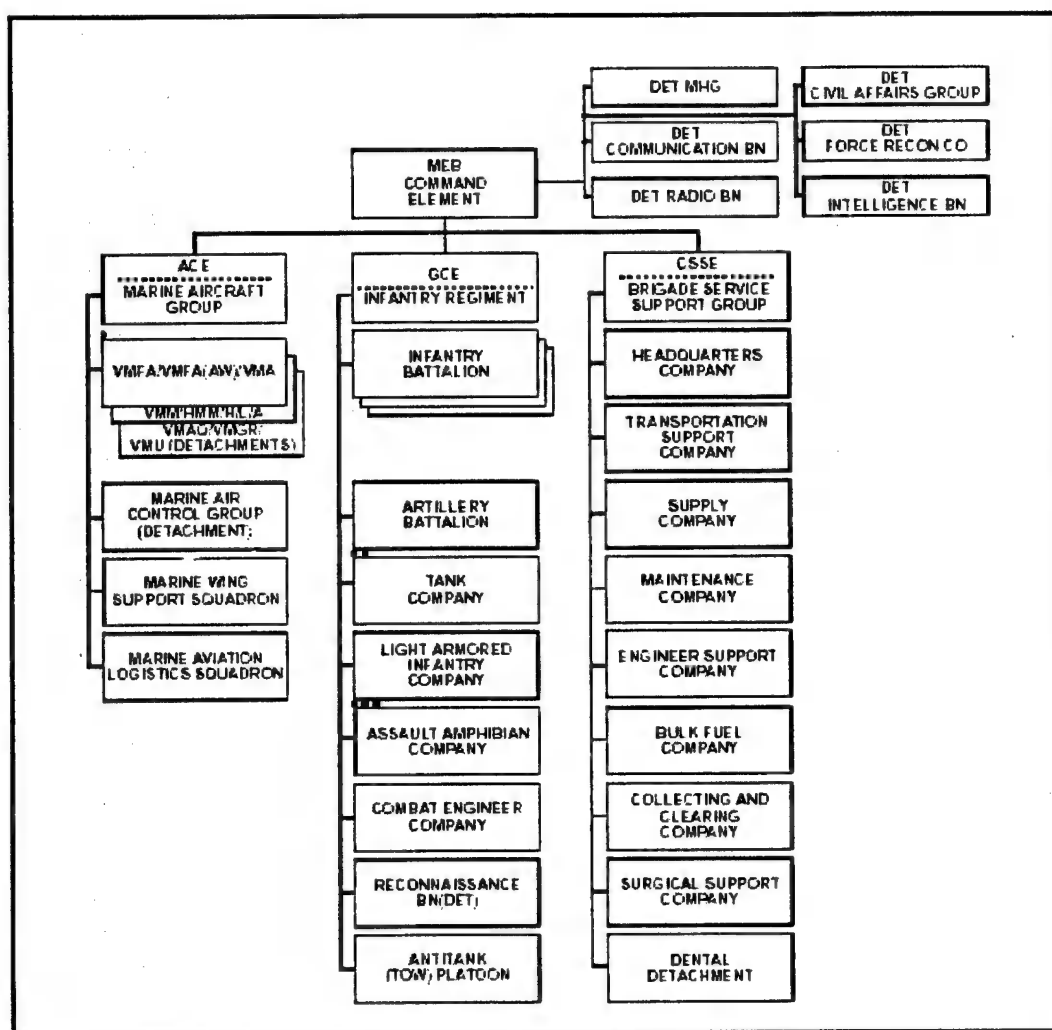 DET MHG
DET
COMMUNICATION BN
DET RADIO BN
DET
CIVIL AFFAIRS GROUP
DET
FORCE RECON CO
DET
INTELLIGENCE BN
MEB
COMMAND
ELEMENT
ACE
MARINE AIRCRAFT
GROUP
VMFA/VMFA(AW)/VMA
VMM/HMM/H/L/A
VMAQ/VMGR/
VMU(DETACHMENTS)
MARINE AIR
CONTROL GROUP
(DETACHMENT)
MARINE WING
SUPPORT SQUADRON
MARINE AVIATION
LOGISTICS SQUADRON
GCE
INFANTRY REGIMENT
INFANTRY
BATTALION
ARTILLERY
BATTALION
TANK
COMPANY
LIGHT ARMORED
INFANTRY
COMPANY
ASSAULT AMPHIBIAN
COMPANY
COMBAT ENGINEER
COMPANY
RECONNAISSANCE
BN(DET)
ANTITANK
(TOW) PLATOON
CSSE
BRIGADE SERVICE
SUPPORT GROUP
HEADQUARTERS
COMPANY
TRANSPORTATION
SUPPORT
COMPANY
SUPPLY
COMPANY
MAINTENANCE
COMPANY
ENGINEER SUPPORT
COMPANY
BULK FUEL
COMPANY
COLLECTING AND
CLEARING
COMPANY
SURGICAL SUPPORT
COMPANY
DENTAL
DETACHMENT